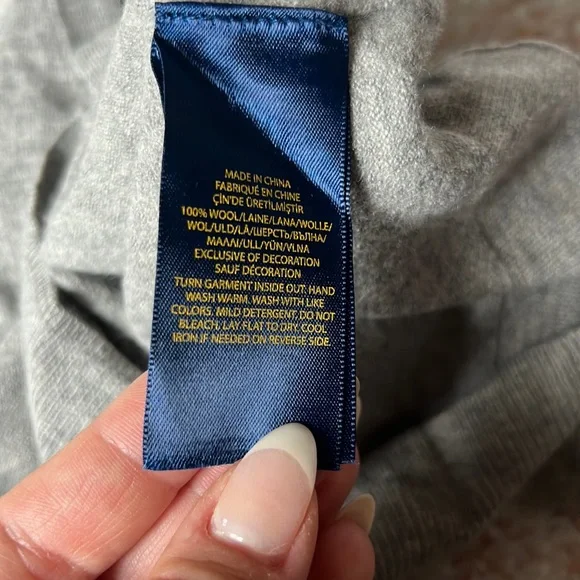 MADE IN CHINA
FABRIQUÉ EN CHINE
ÇİN'DE ÜRETİLMİŞTİR
100% WOOL/LAINE/LANA/WOLLE/
WOL/ULD/LÃ/ШЕРСТЬ/ВЪЛНА/
ΜΑΛΛΙ/ULL/YÜN/VLNA
EXCLUSIVE OF DECORATION
SAUF DÉCORATION
TURN GARMENT INSIDE OUT. HAND
WASH WARM. WASH WITH LIKE
COLORS. MILD DETERGENT. DO NOT
BLEACH. LAY FLAT TO DRY. COOL
IRON IF NEEDED ON REVERSE SIDE.